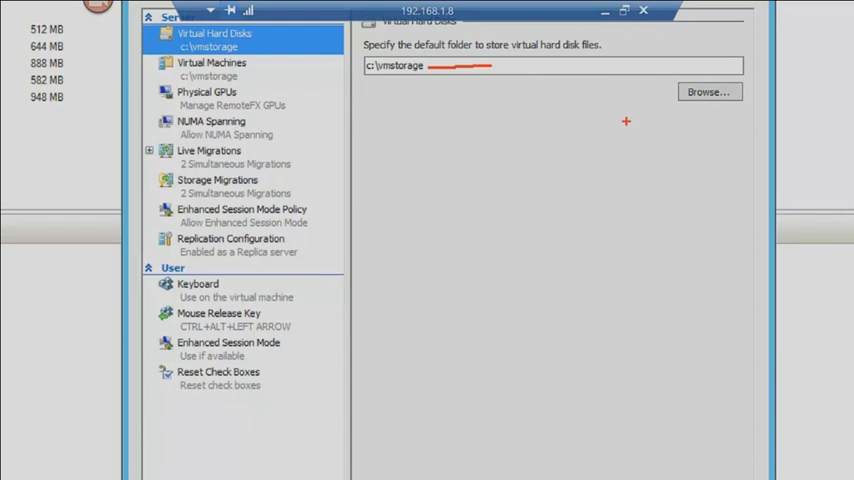 192.168.1.8
512 MB
644 MB
888 MB
582 MB
948 MB
Server
Virtual Hard Disks
c:\vmstorage
Virtual Machines
c:\vmstorage
Physical GPUs
Manage RemoteFX GPUs
NUMA Spanning
Allow NUMA Spanning
Live Migrations
2 Simultaneous Migrations
Storage Migrations
2 Simultaneous Migrations
Enhanced Session Mode Policy
Allow Enhanced Session Mode
Replication Configuration
Enabled as a Replica server
User
Keyboard
Use on the virtual machine
Mouse Release Key
CTRL+ALT+LEFT ARROW
Enhanced Session Mode
Use if available
Reset Check Boxes
Reset check boxes
Virtual Hard Disks
Specify the default folder to store virtual hard disk files.
c:\vmstorage
Browse...